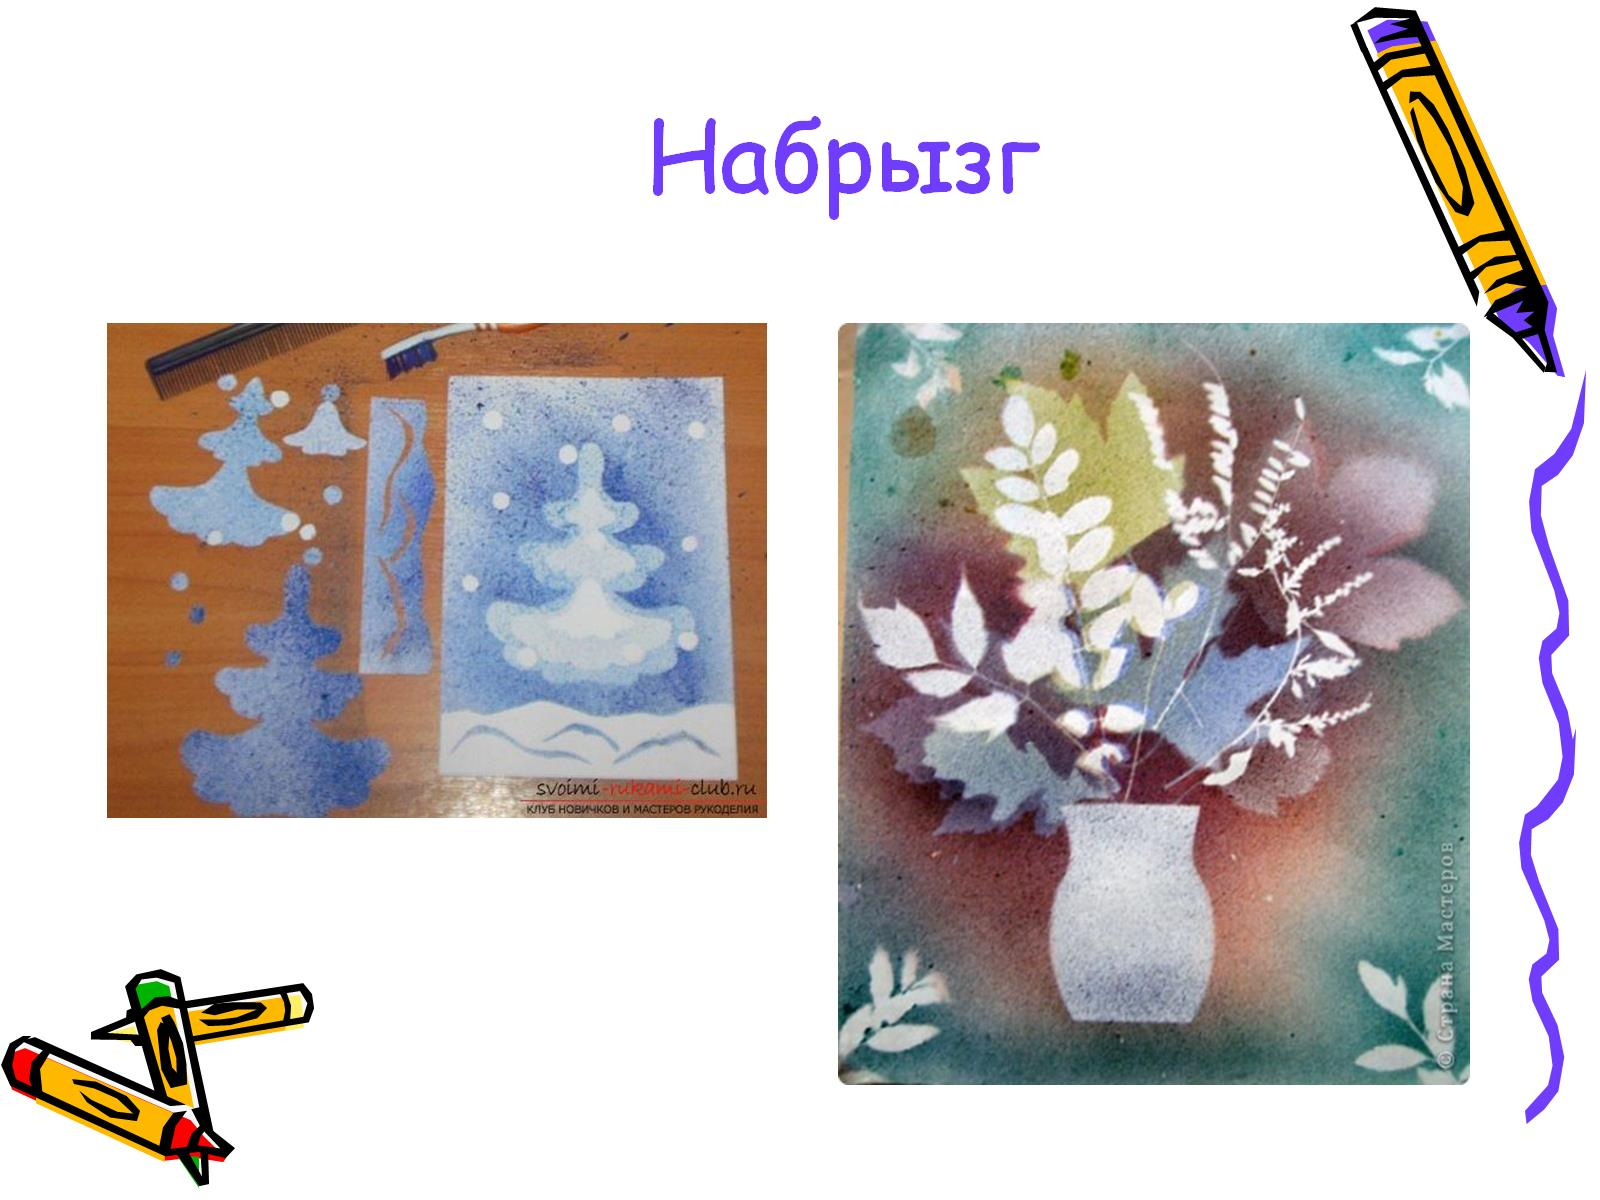 Набрызг
svoimi-rukami-club.ru
КЛУБ НОВИЧКОВ И МАСТЕРОВ РУКОДЕЛИЯ
© Страна Мастеров